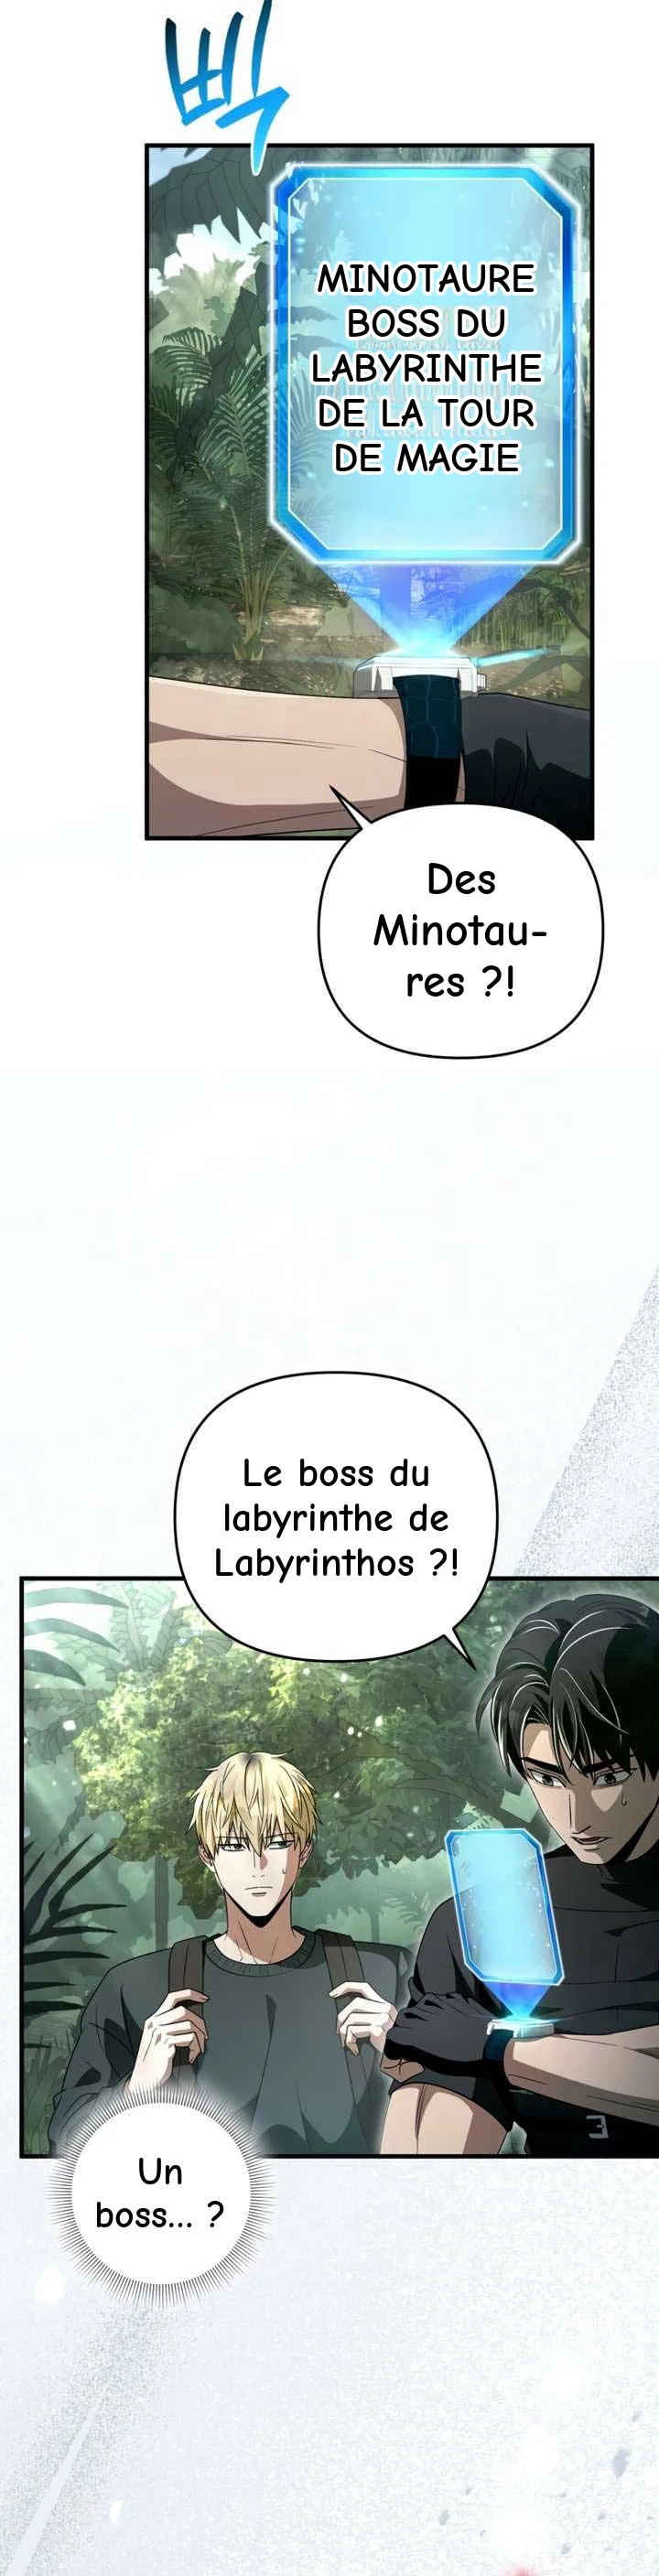 삑
MINOTAURE
BOSS DU
LABYRINTHE
DE LA TOUR
DE MAGIE
Des
Minotau-
res ?!
Le boss du
labyrinthe de
Labyrinthos ?!
Un
boss... ?